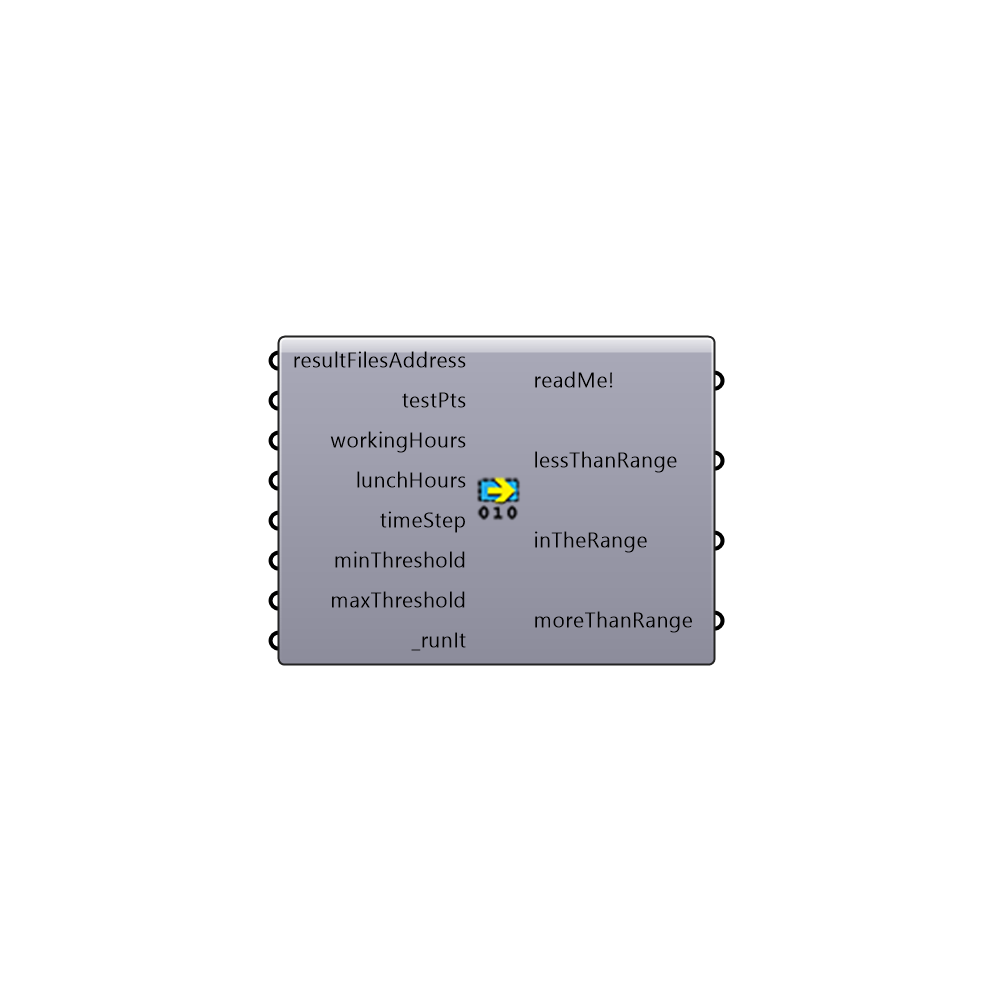 resultFilesAddress
testPts
workingHours
lunchHours
timeStep
minThreshold
maxThreshold
_runIt
010
readMe!
lessThanRange
inTheRange
moreThanRange